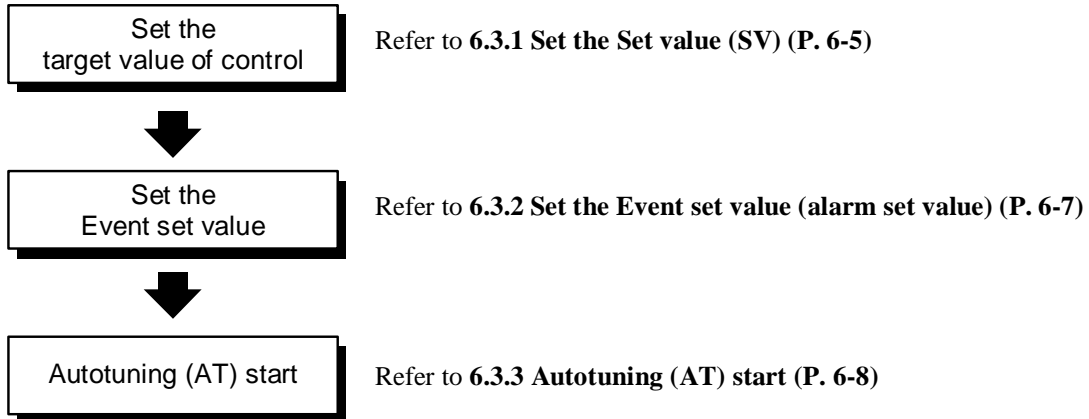 Set the
target value of control
Refer to 6.3.1 Set the Set value (SV) (P. 6-5)
Set the
Event set value
Refer to 6.3.2 Set the Event set value (alarm set value) (P. 6-7)
Autotuning (AT) start
Refer to 6.3.3 Autotuning (AT) start (P. 6-8)